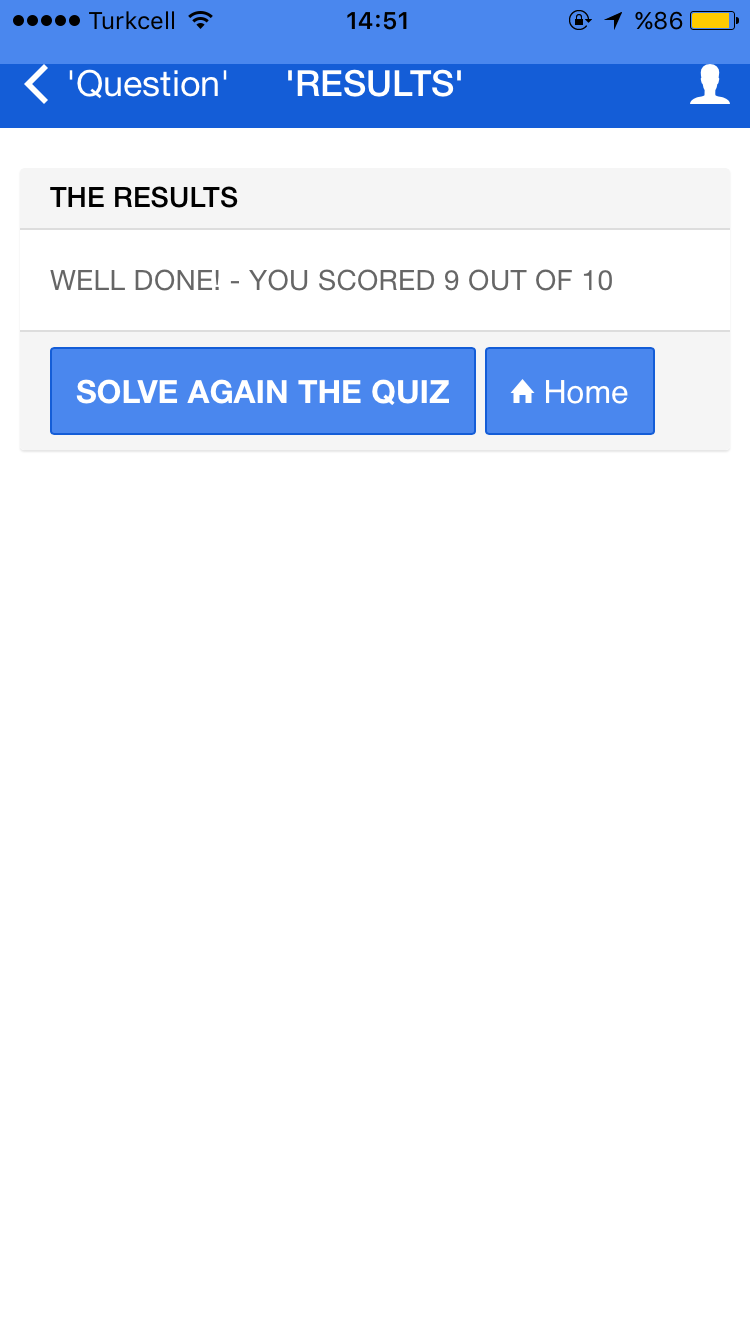 Turkcell 14:51 %86
'Question' 'RESULTS'
THE RESULTS
WELL DONE! - YOU SCORED 9 OUT OF 10
SOLVE AGAIN THE QUIZ Home